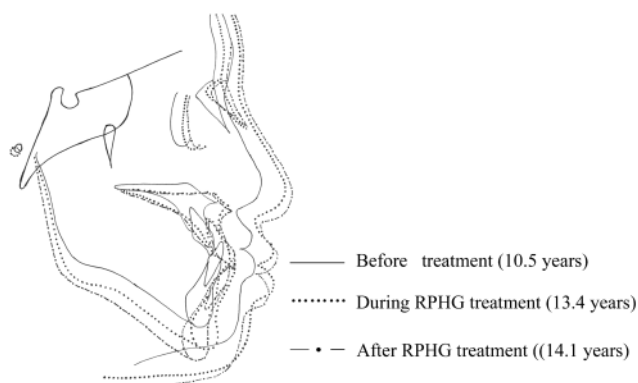 Before treatment (10.5 years)
During RPHG treatment (13.4 years)
After RPHG treatment ((14.1 years)